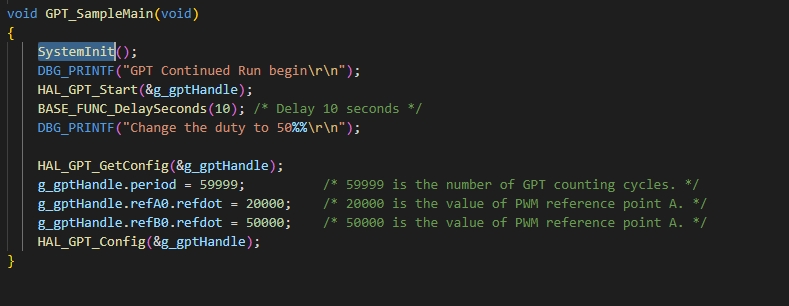 void GPT_SampleMain(void)
{
SystemInit();
DBG_PRINTF("GPT Continued Run begin\r\n");
HAL_GPT_Start(&g_gptHandle);
BASE_FUNC_DelaySeconds(10); /* Delay 10 seconds */
DBG_PRINTF("Change the duty to 50%%\r\n");
HAL_GPT_GetConfig(&g_gptHandle);
g_gptHandle.period = 59999; /* 59999 is the number of GPT counting cycles. */
g_gptHandle.refA0.refdot = 20000; /* 20000 is the value of PWM reference point A. */
g_gptHandle.refB0.refdot = 50000; /* 50000 is the value of PWM reference point A. */
HAL_GPT_Config(&g_gptHandle);
}